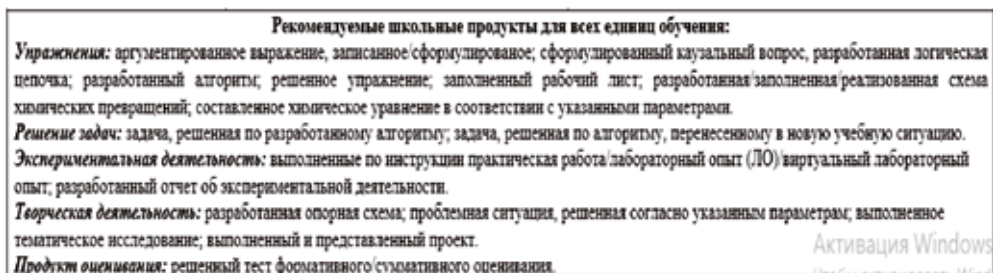 Рекомендуемые школьные продукты для всех единиц обучения:
Упражнения: аргументированное выражение, записанное/сформулированое; сформулированный каузальный вопрос, разработанная логическая
цепочка; разработанный алгоритм; решенное упражнение; заполненный рабочий лист; разработанная/заполненная/реализованная схема
химических превращений; составленное химическое уравнение в соответствии с указанными параметрами.
Решение задач: задача, решенная по разработанному алгоритму; задача, решенная по алгоритму, перенесенному в новую учебную ситуацию.
Экспериментальная деятельность: выполненные по инструкции практическая работа/лабораторный опыт (ЛО)/виртуальный лабораторный
опыт; разработанный отчет об экспериментальной деятельности.
Творческая деятельность: разработанная опорная схема; проблемная ситуация, решенная согласно указанным параметрам; выполненное
тематическое исследование; выполненный и представленный проект.
Активация Windows
Продукт оценивания: решенный тест формативного/суммативного оценивания.